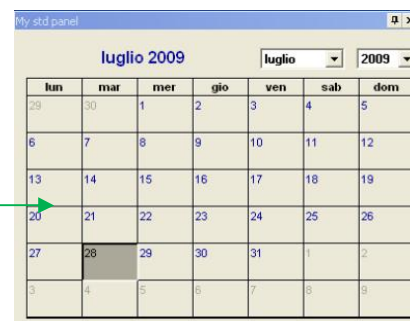 My std panel
luglio 2009 luglio 2009
lun mar mer gio ven sab dom
29 30 1 2 3 4 5
6 7 8 9 10 11 12
13 14 15 16 17 18 19
20 21 22 23 24 25 26
27 28 29 30 31 1 2
3 4 5 6 7 8 9